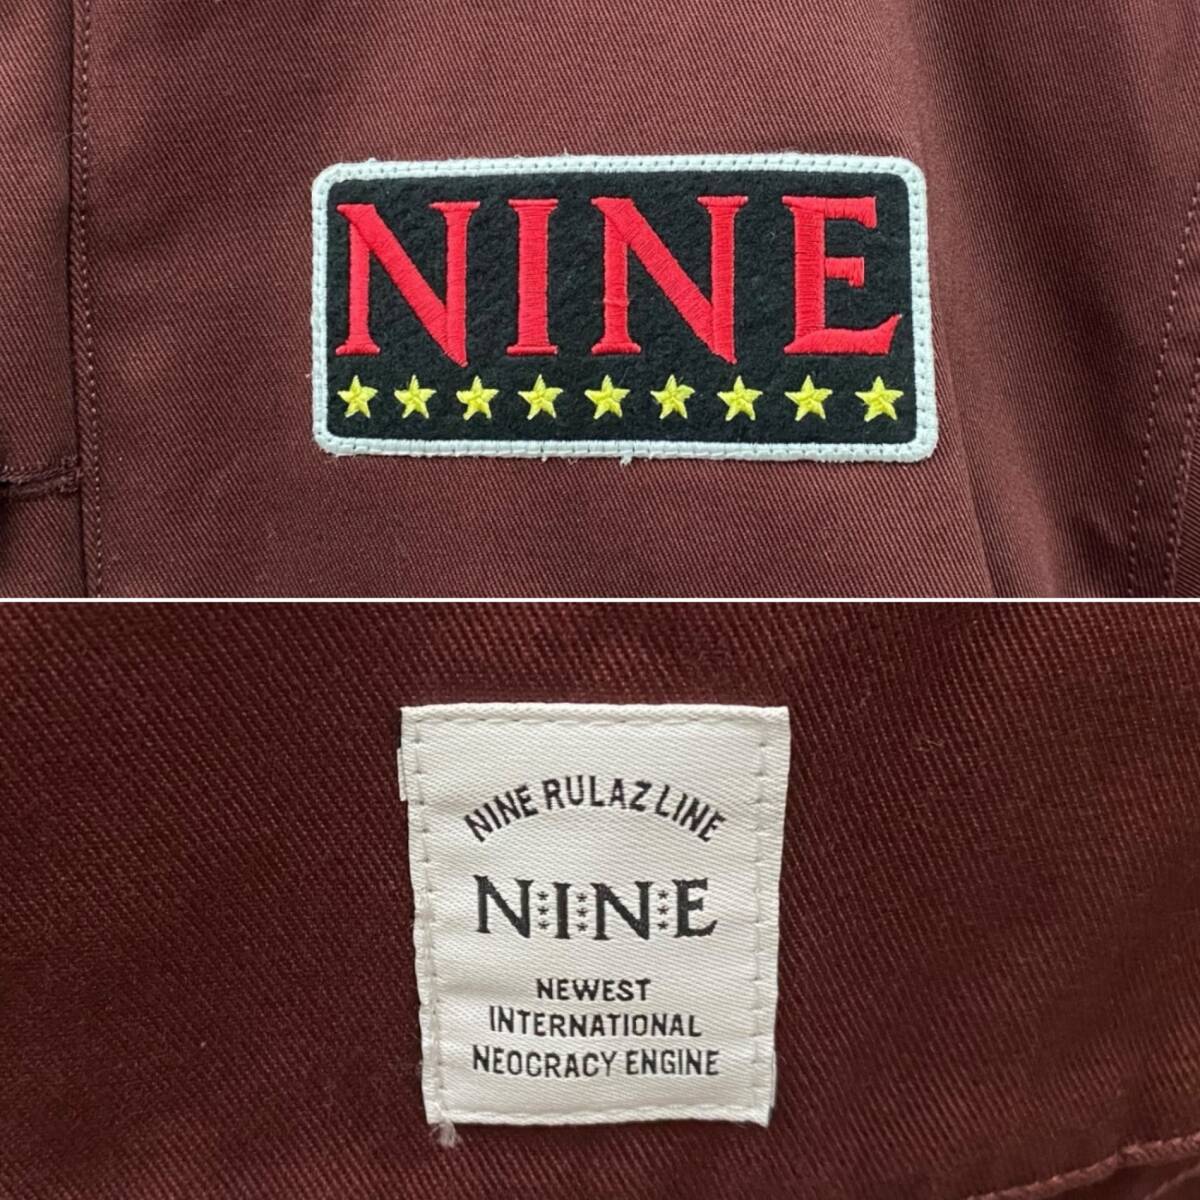 NINE
NINE RULAZ LINE
N:I:N:E
NEWEST
INTERNATIONAL
NEOCRACY ENGINE